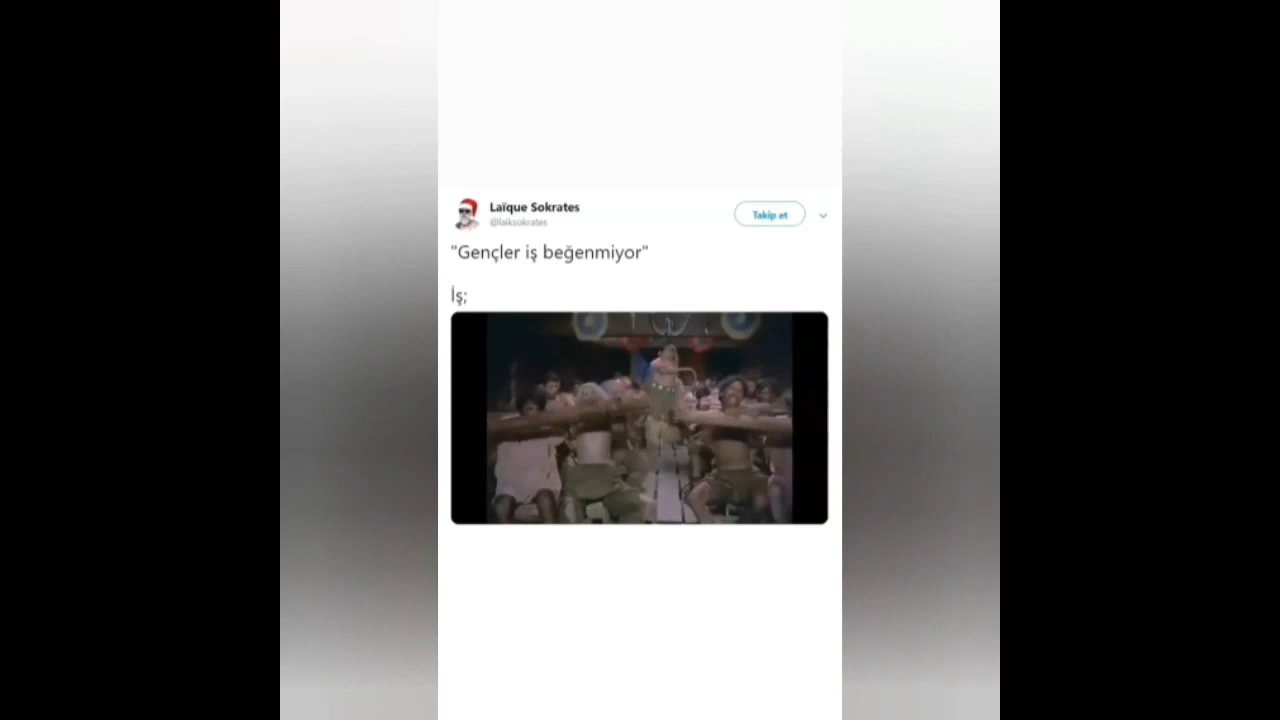 Laïque Sokrates
@laiksokrates
Takip et
"Gençler iş beğenmiyor"
İş;